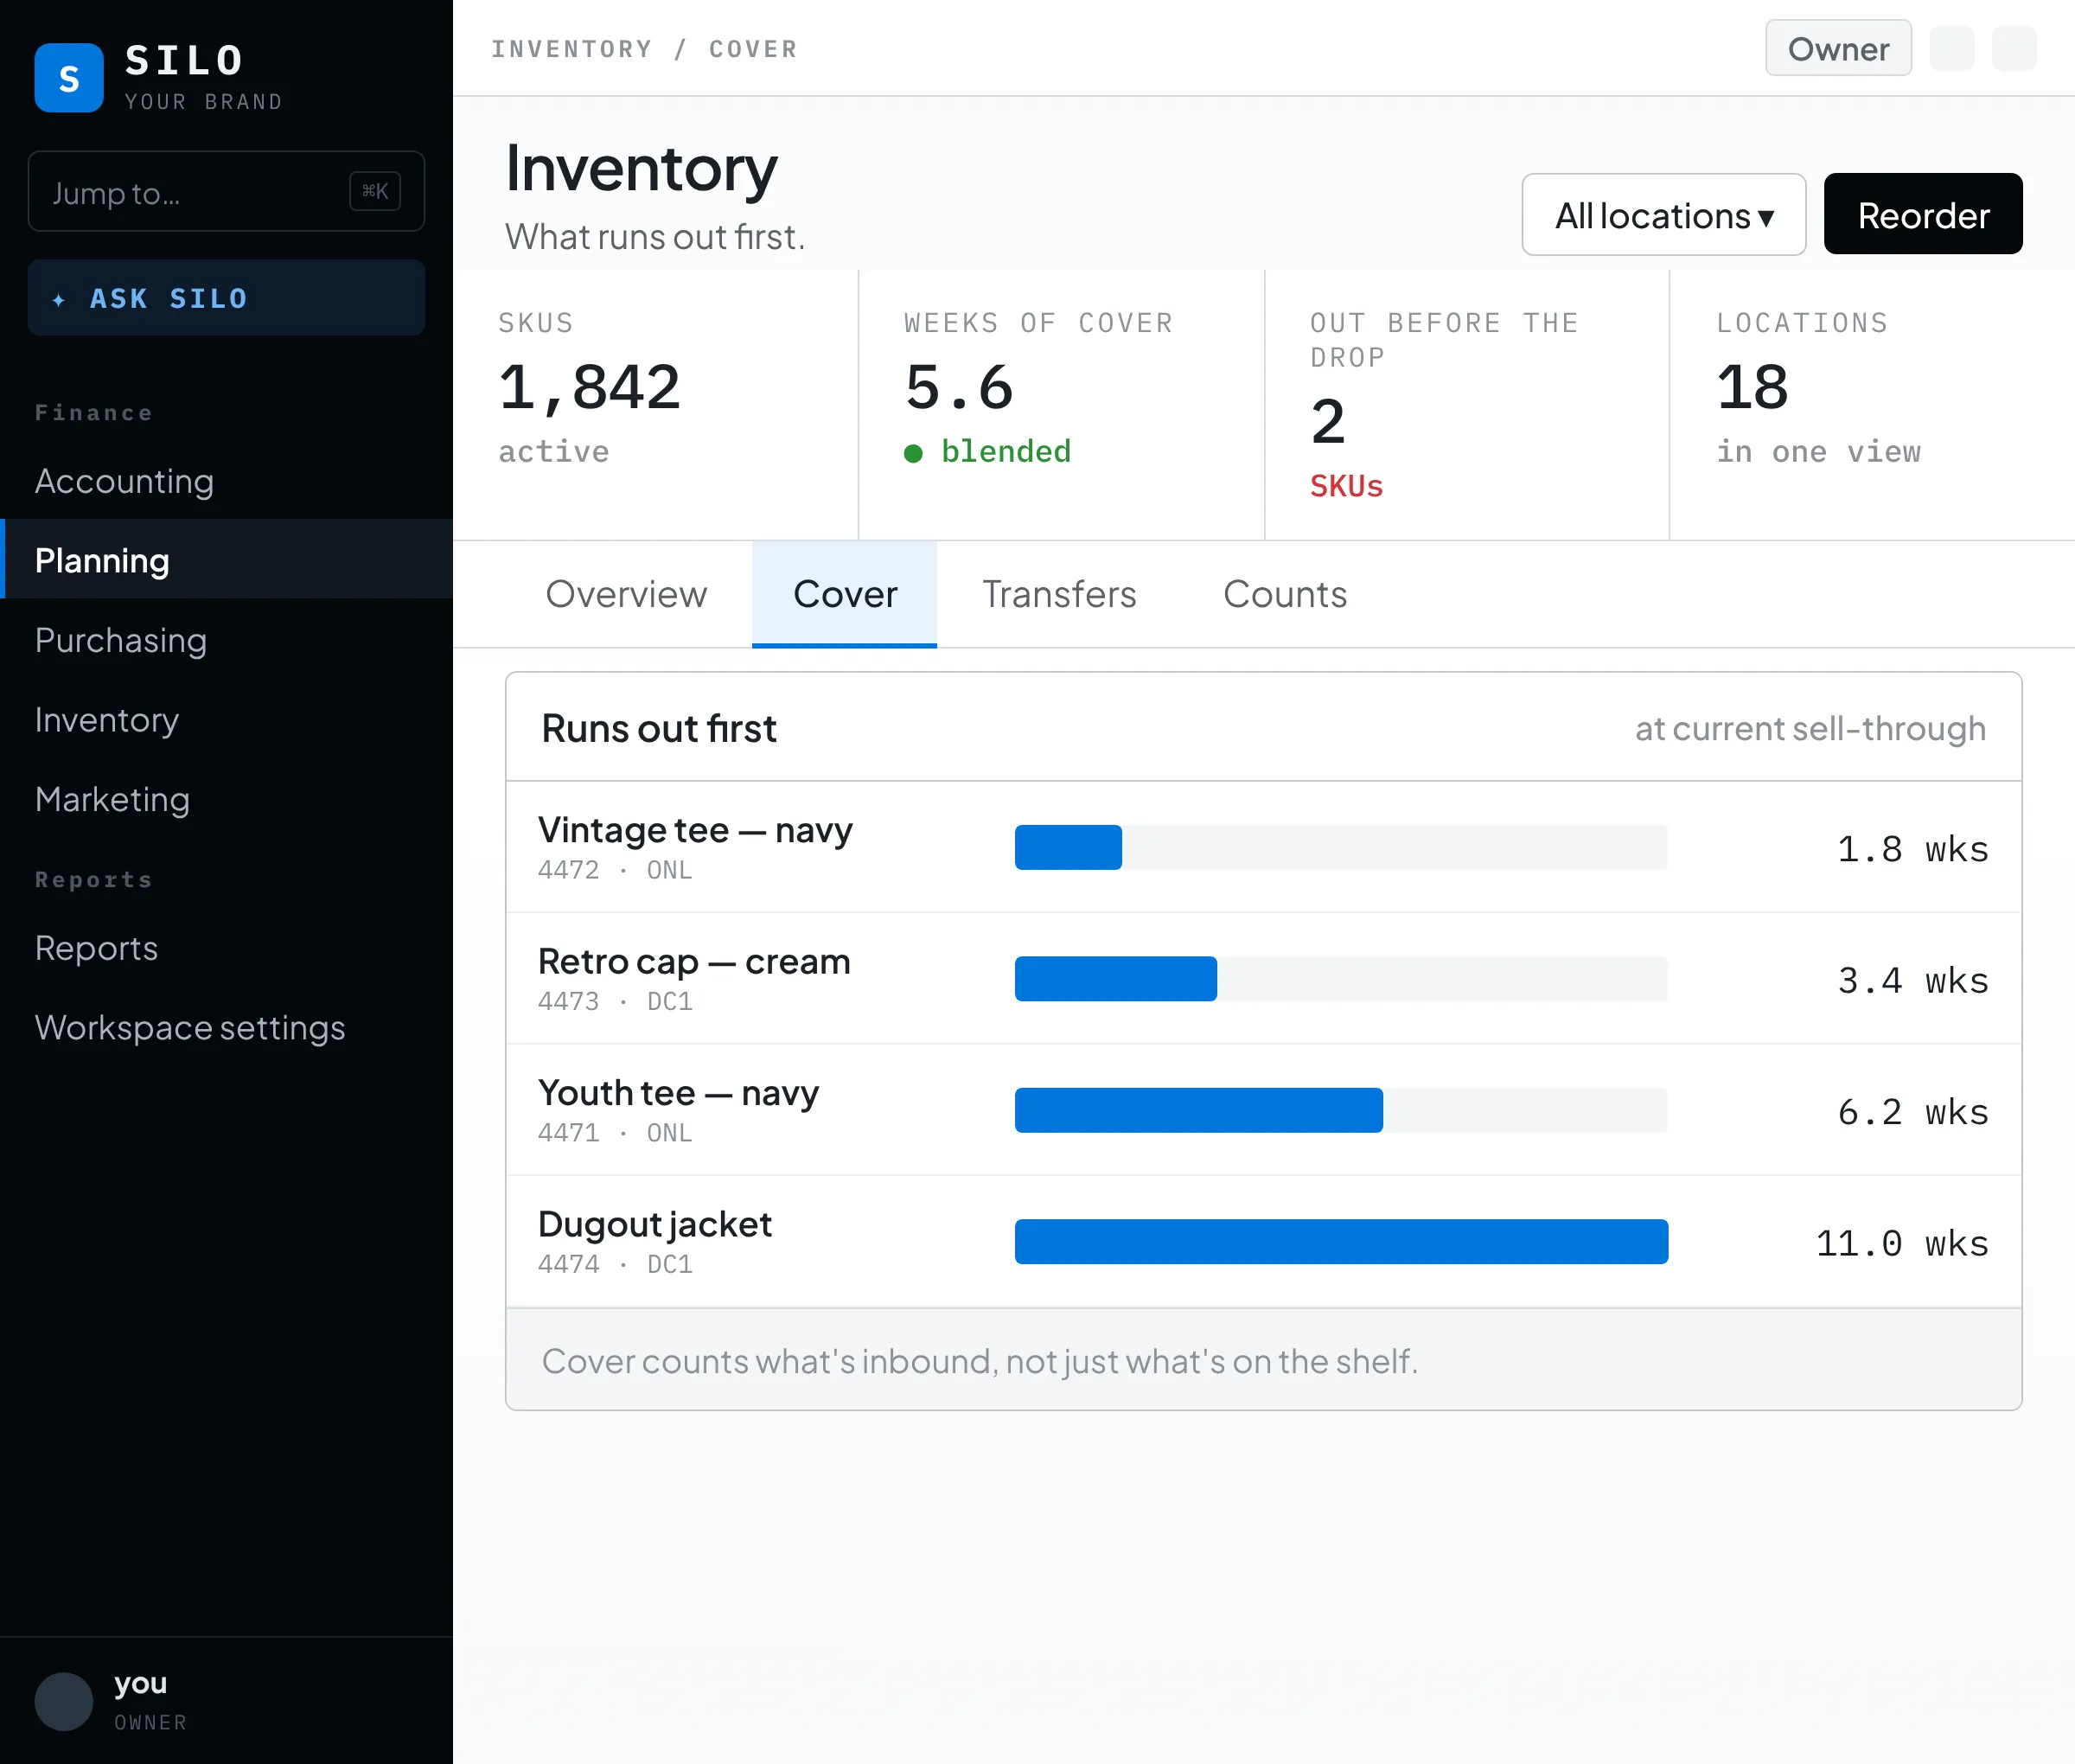 S
SILO
YOUR BRAND
Jump to…
⌘K
✦ ASK SILO
Finance
Accounting
Planning
Purchasing
Inventory
Marketing
Reports
Reports
Workspace settings
you
OWNER
INVENTORY / COVER
Owner
Inventory
What runs out first.
All locations ▾
Reorder
SKUS
1,842
active
WEEKS OF COVER
5.6
● blended
OUT BEFORE THE
DROP
2
SKUs
LOCATIONS
18
in one view
Overview
Cover
Transfers
Counts
Runs out first
at current sell-through
Vintage tee — navy
4472 · ONL
1.8 wks
Retro cap — cream
4473 · DC1
3.4 wks
Youth tee — navy
4471 · ONL
6.2 wks
Dugout jacket
4474 · DC1
11.0 wks
Cover counts what's inbound, not just what's on the shelf.